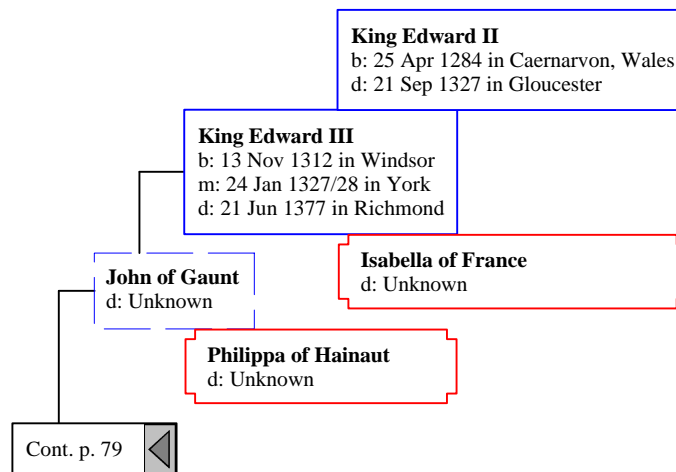 King Edward II
b: 25 Apr 1284 in Caernarvon, Wales
d: 21 Sep 1327 in Gloucester
King Edward III
b: 13 Nov 1312 in Windsor
m: 24 Jan 1327/28 in York
d: 21 Jun 1377 in Richmond
Isabella of France
d: Unknown
John of Gaunt
d: Unknown
Philippa of Hainaut
d: Unknown
Cont. p. 79